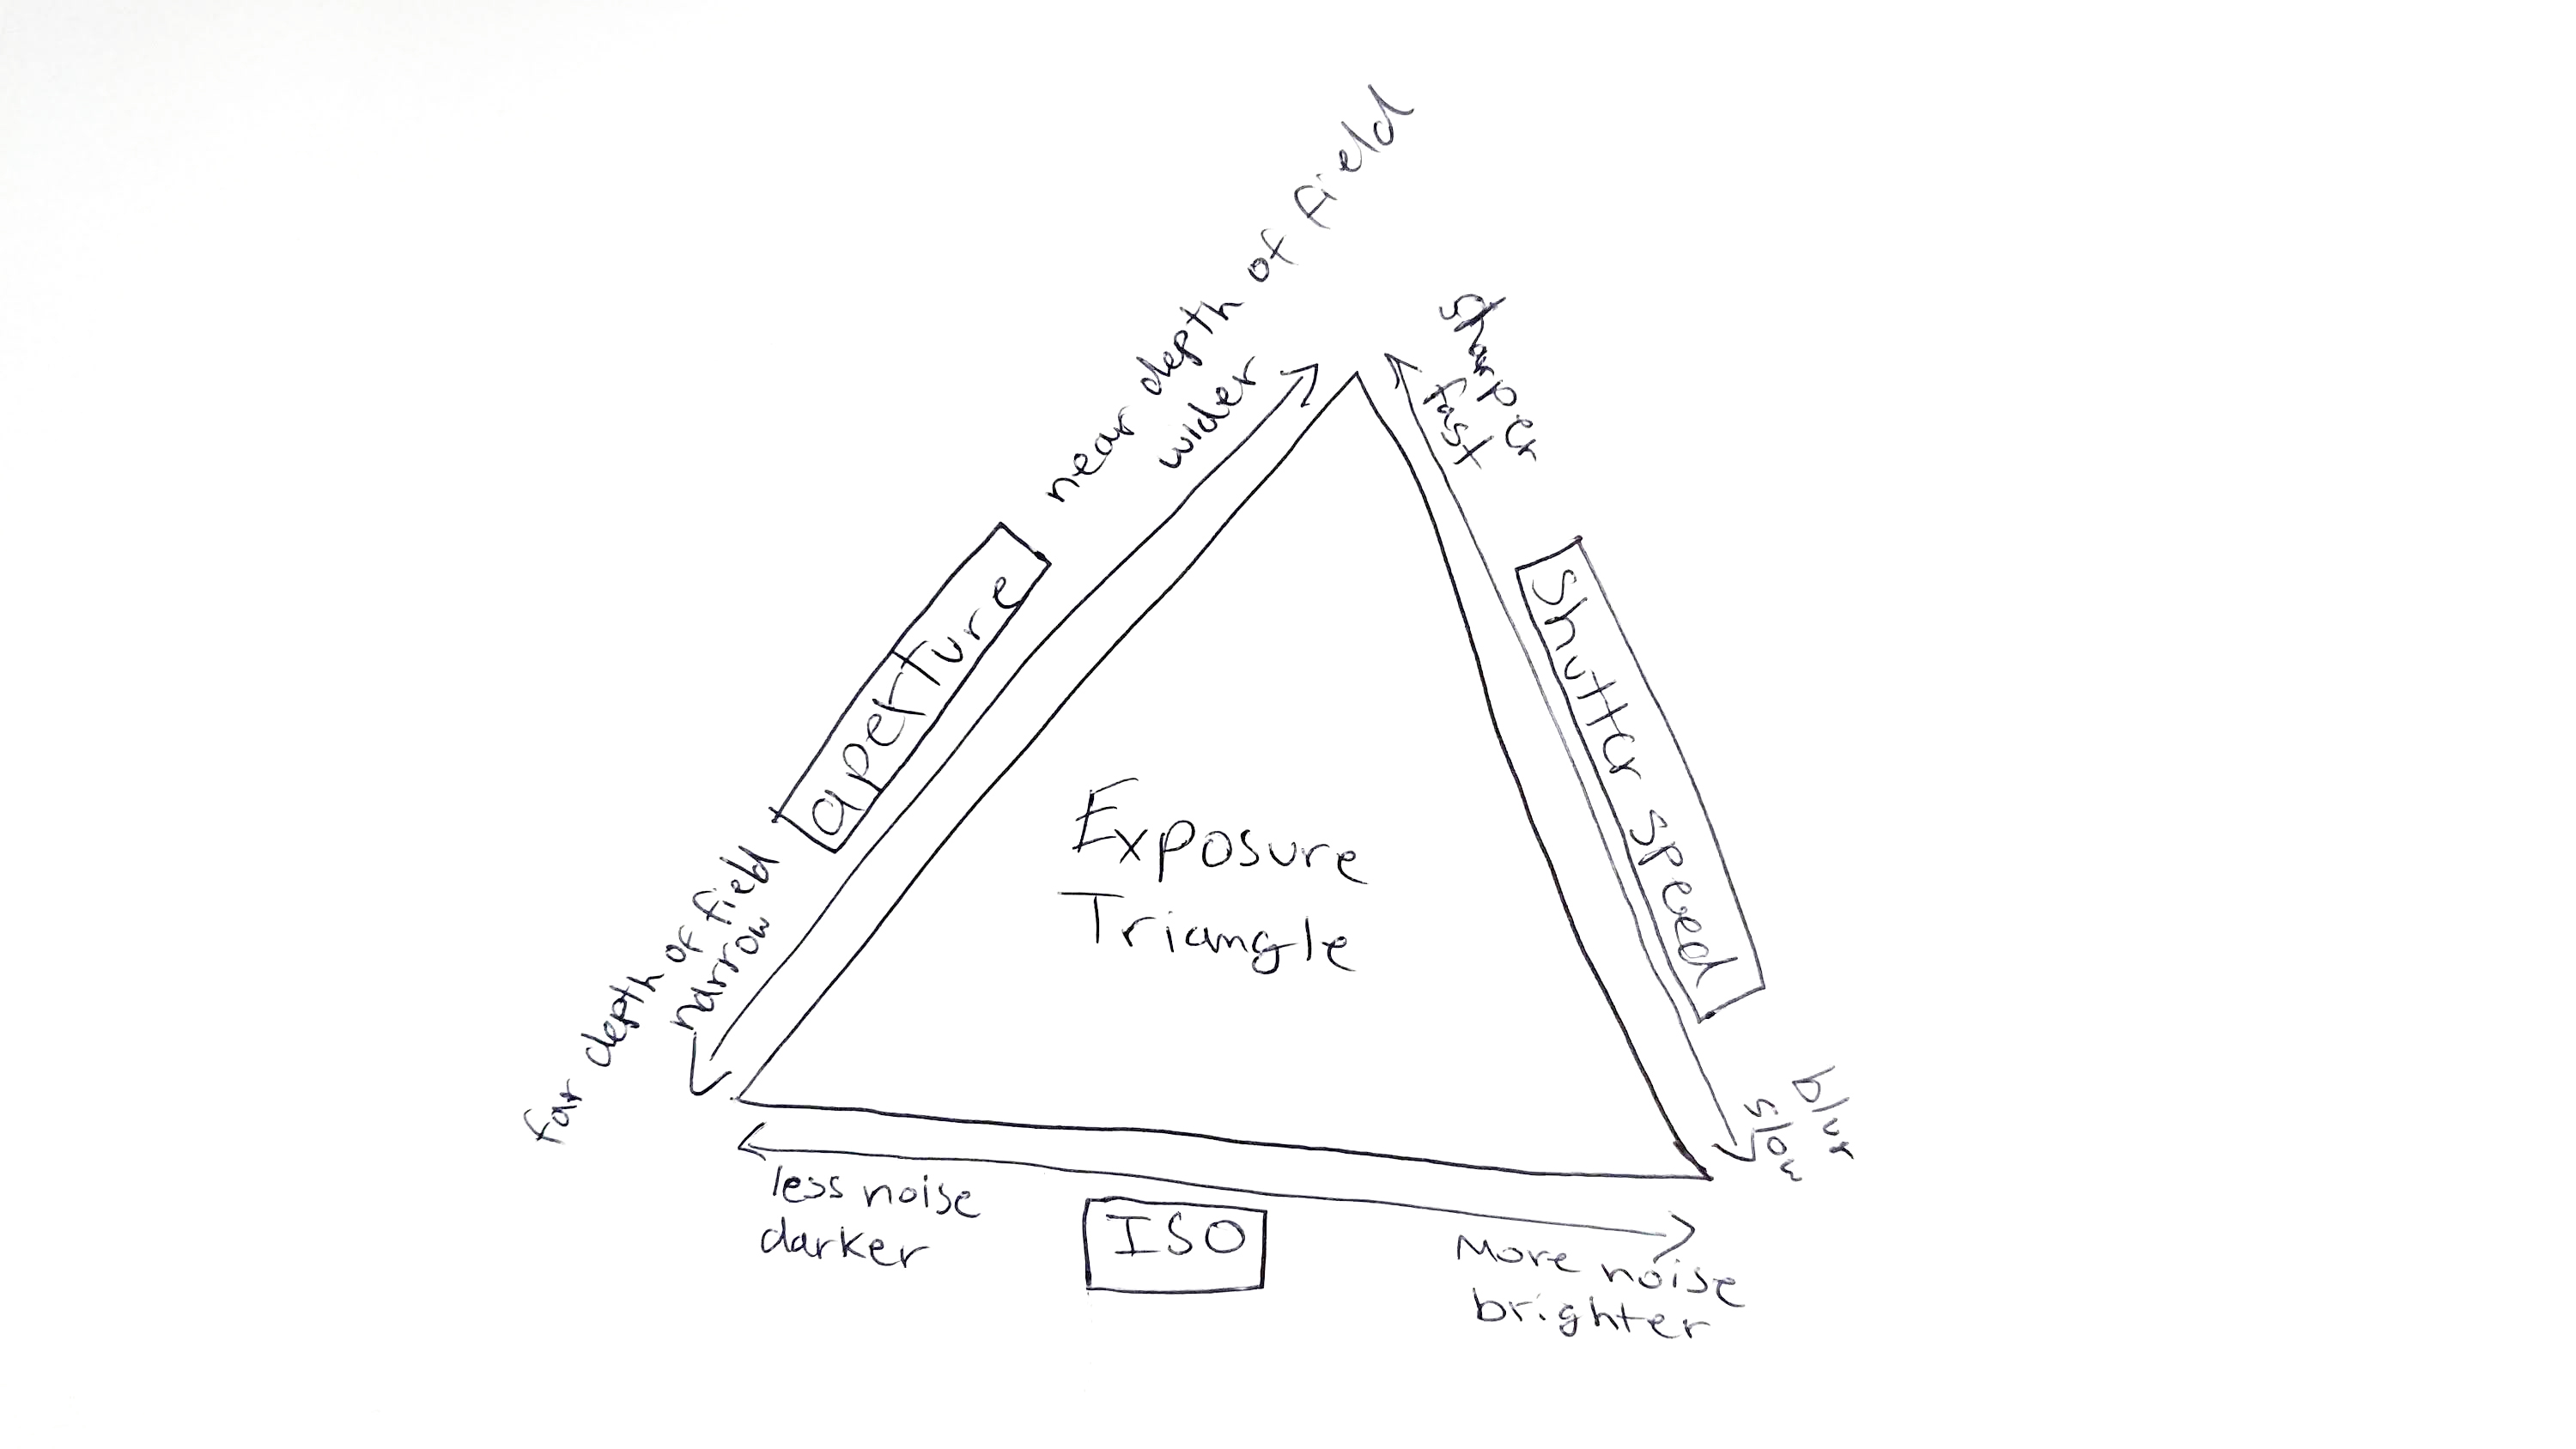 near depth of field
wider
aperture
far depth of field
narrow
sharper
fast
Shutter speed
blur
slow
Exposure
Triangle
less noise
darker
ISO
More noise
brighter